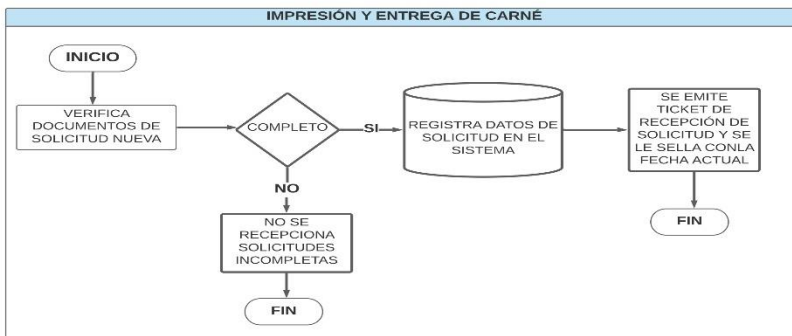 IMPRESIÓN Y ENTREGA DE CARNÉ
INICIO
VERIFICA
DOCUMENTOS DE
SOLICITUD NUEVA
COMPLETO
SI
REGISTRA DATOS DE
SOLICITUD EN EL
SISTEMA
SE EMITE
TICKET DE
RECEPCIÓN DE
SOLICITUD Y SE
LE SELLA CONLA
FECHA ACTUAL
FIN
NO
NO SE
RECEPCIONA
SOLICITUDES
INCOMPLETAS
FIN